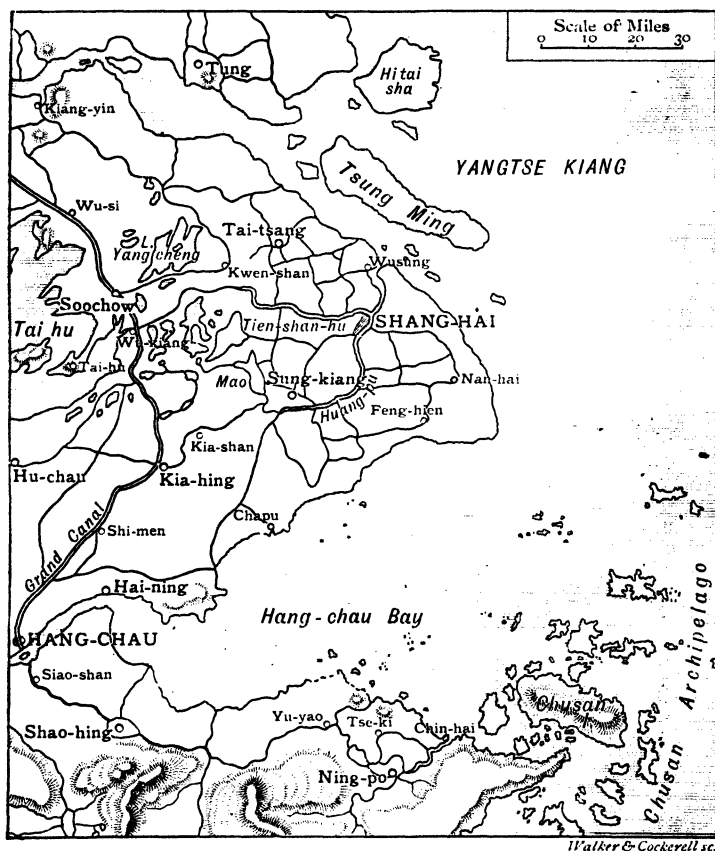 Scale of Miles
0 10 20 30
Tung
Hitai
sha
Kiang-yin
YANGTSE KIANG
Tsung Ming
Wu-si
L.
Yang cheng
Tai-tsang
Kwen-shan
Wusung
Soochow
Tai hu
Wu-kiang
Tien-shan-hu
SHANG-HAI
Tai-hu
Mao
Sung-kiang
Nan-hai
Huang-pu
Feng-hien
Kia-shan
Hu-chau
Kia-hing
Grand Canal
Shi-men
Chapu
Hai-ning
Hang-chau Bay
HANG-CHAU
Siao-shan
Shao-hing
Yu-yao
Tse-ki
Chin-hai
Ning-po
Chusan
Chusan Archipelago
Walker & Cockerell sc.